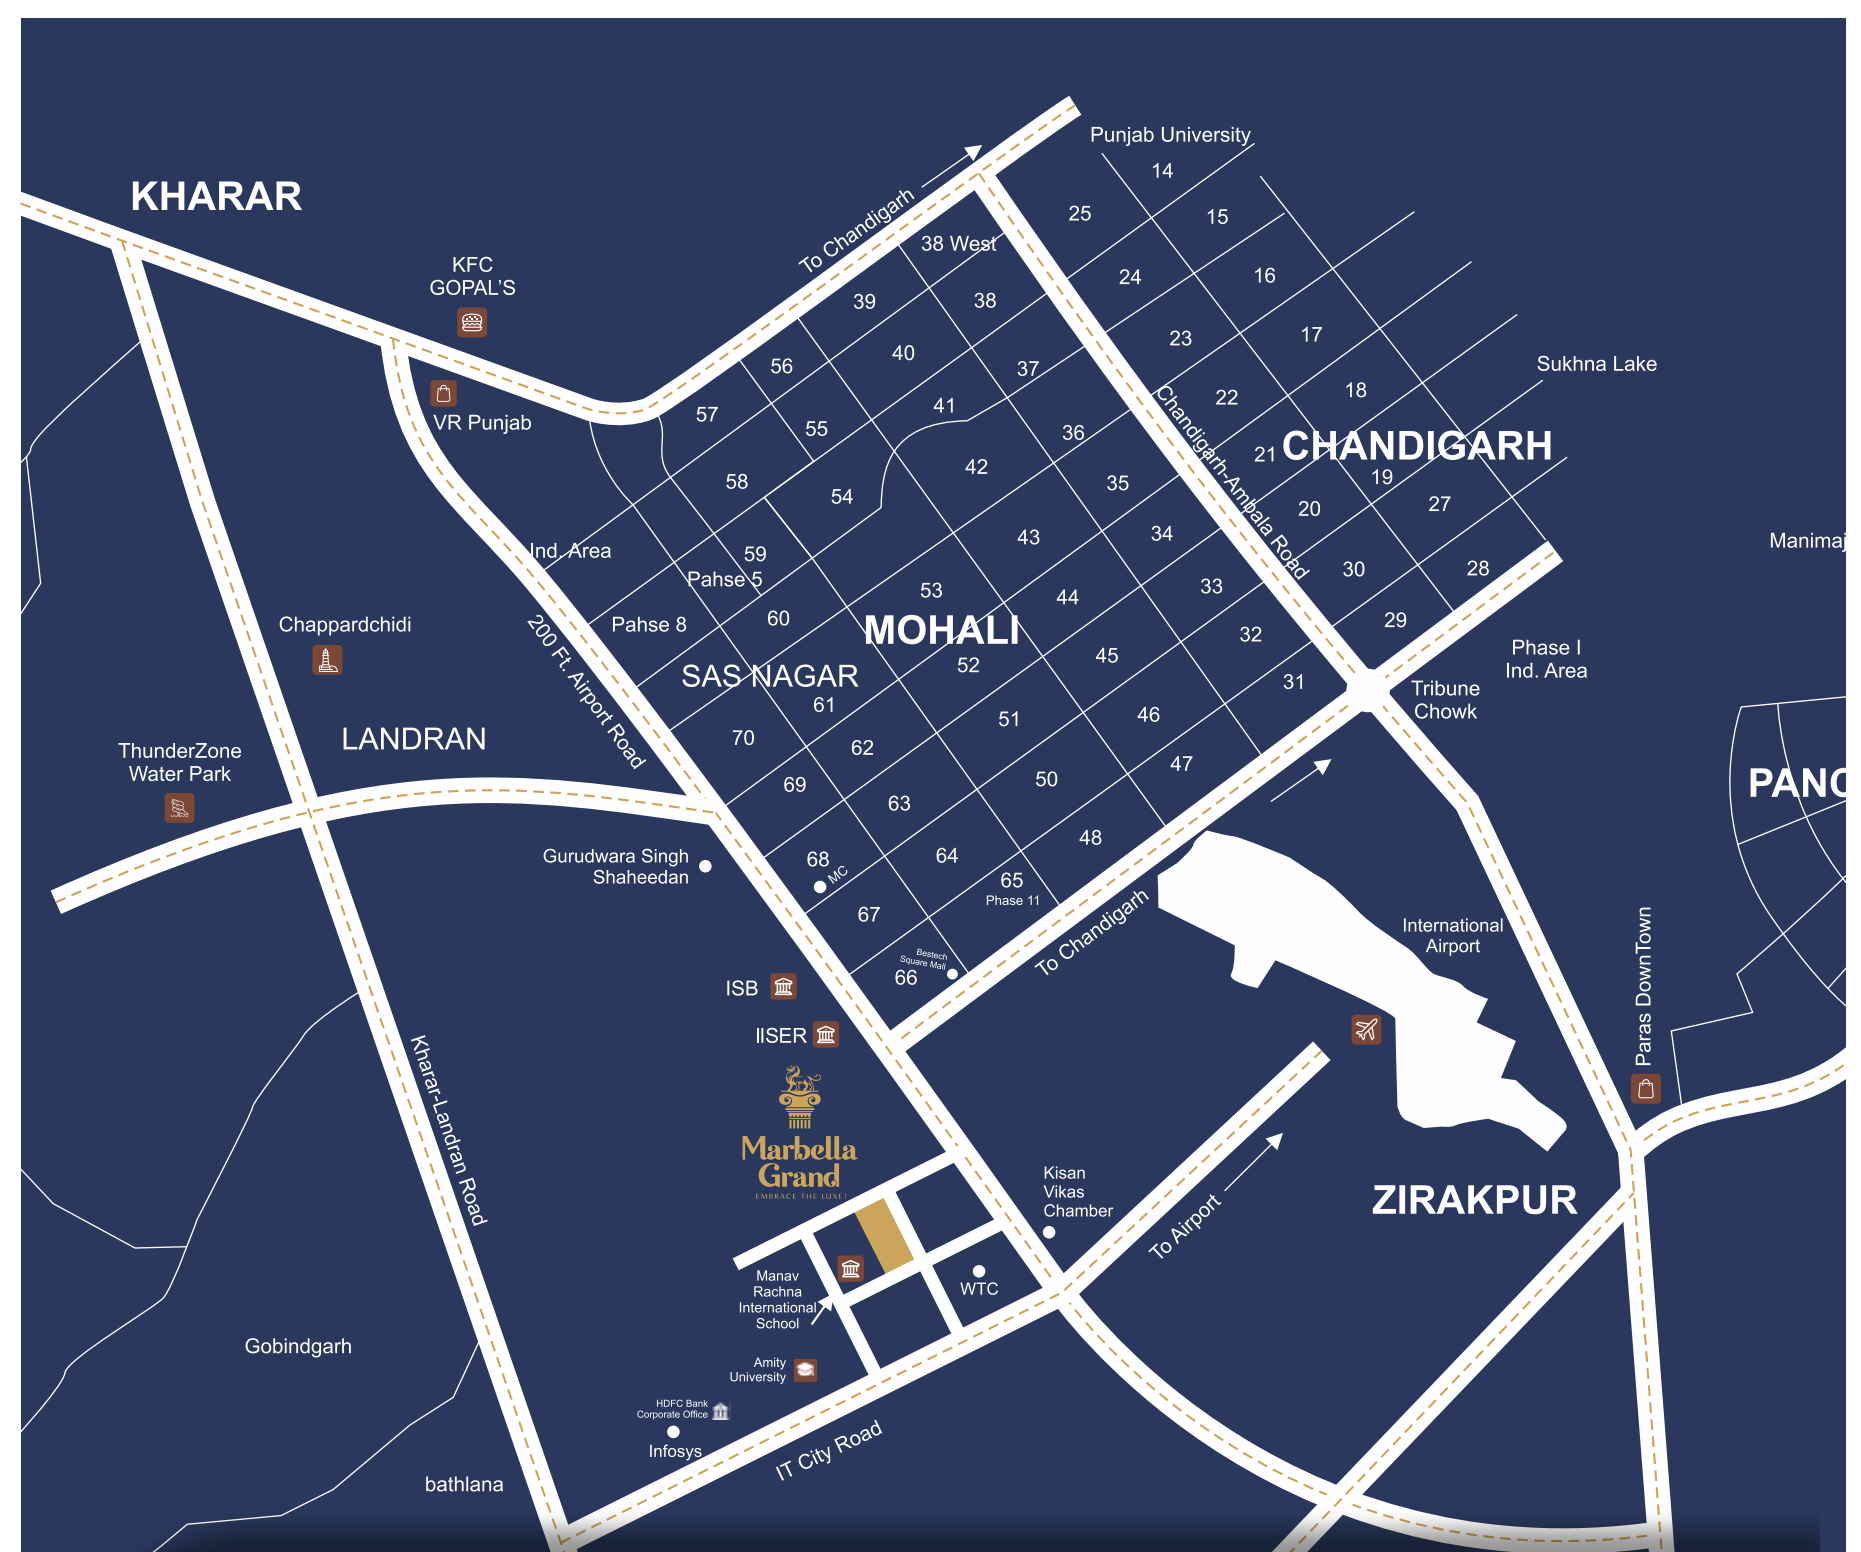 Punjab University
14
KHARAR
To Chandigarh
25
15
38 West
KFC
GOPAL'S
24
16
39
38
23
17
40
37
56
Sukhna Lake
22
18
57
55
41
36
VR Punjab
Chandigarh-Ambala Road
21
CHANDIGARH
42
19
58
54
35
20
27
Ind. Area
59
43
34
Manimaj
Pahse 5
53
44
33
30
28
Chappardchidi
Pahse 8
60
MOHALI
32
29
200 Ft. Airport Road
SAS NAGAR
52
45
31
Phase I
Ind. Area
61
51
46
Tribune
Chowk
LANDRAN
70
62
47
ThunderZone
Water Park
69
63
50
PANC
48
Gurudwara Singh
Shaheedan
68
MC
64
65
Phase 11
67
To Chandigarh
International
Airport
Paras DownTown
Bestech
Square Mall
66
ISB
IISER
Kharar-Landran Road
Marbella
Grand
EMBRACE THE LUXE!
Kisan
Vikas
Chamber
ZIRAKPUR
To Airport
Manav
Rachna
International
School
WTC
Gobindgarh
Amity
University
HDFC Bank
Corporate Office
Infosys
IT City Road
bathlana